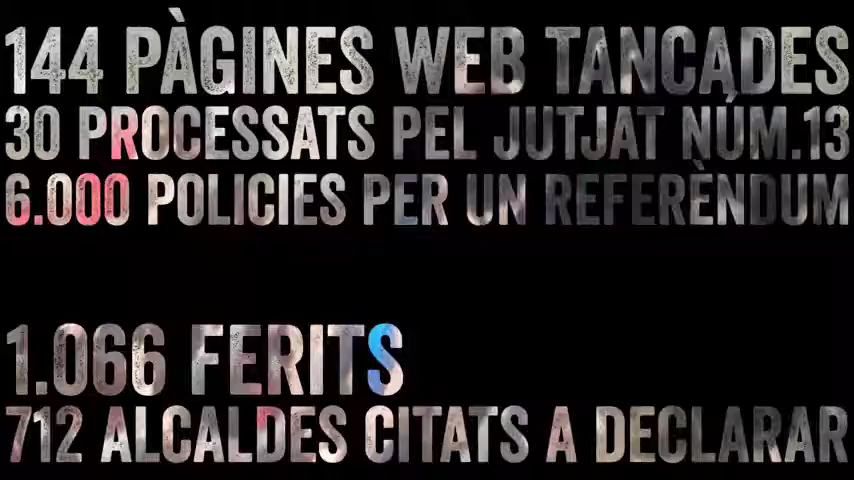 144 PÀGINES WEB TANCADES
30 PROCESSATS PEL JUTJAT NÚM.13
6.000 POLICIES PER UN REFERÈNDUM
1.066 FERITS
712 ALCALDES CITATS A DECLARAR